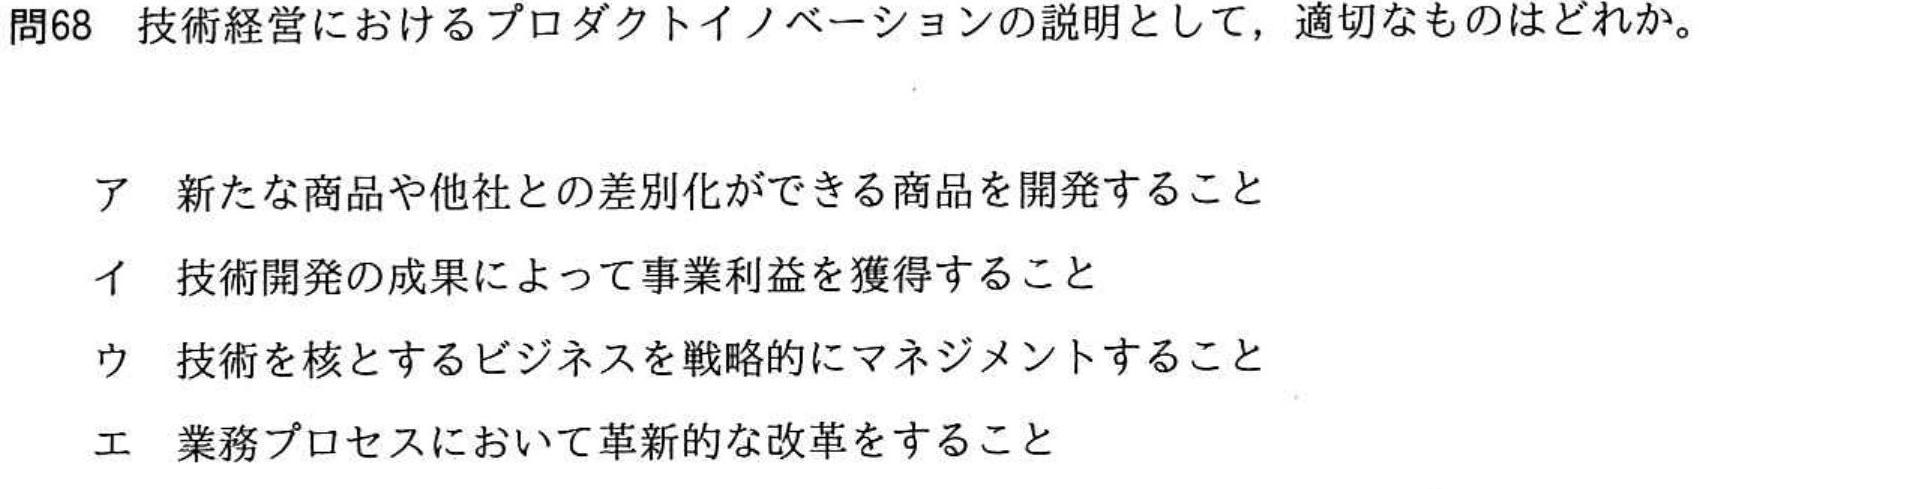 問68 技術経営におけるプロダクトイノベーションの説明として，適切なものはどれか。
ア 新たな商品や他社との差別化ができる商品を開発すること
イ 技術開発の成果によって事業利益を獲得すること
ウ 技術を核とするビジネスを戦略的にマネジメントすること
エ 業務プロセスにおいて革新的な改革をすること